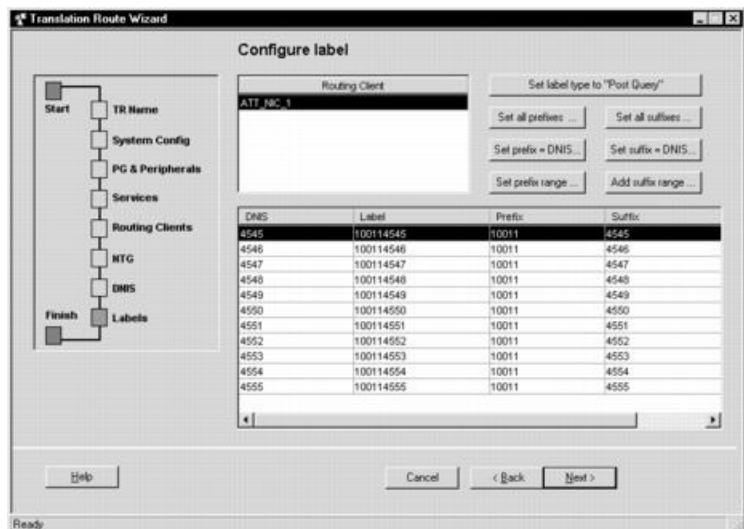 Translation Route Wizard
Configure label
Start
TR Name
System Config
PG & Peripherals
Services
Routing Clients
NTG
DNIS
Finish
Labels
Routing Client
ATT_NIC_1
Set label type to "Post Query"
Set all prefixes ...
Set all suffixes ...
Set prefix = DNIS...
Set suffix = DNIS...
Set prefix range ...
Add suffix range ...
DNIS Label Prefix Suffix
4545 100114545 10011 4545
4546 100114546 10011 4546
4547 100114547 10011 4547
4548 100114548 10011 4548
4549 100114549 10011 4549
4550 100114550 10011 4550
4551 100114551 10011 4551
4552 100114552 10011 4552
4553 100114553 10011 4553
4554 100114554 10011 4554
4555 100114555 10011 4555
Help
Cancel
< Back
Next >
Ready